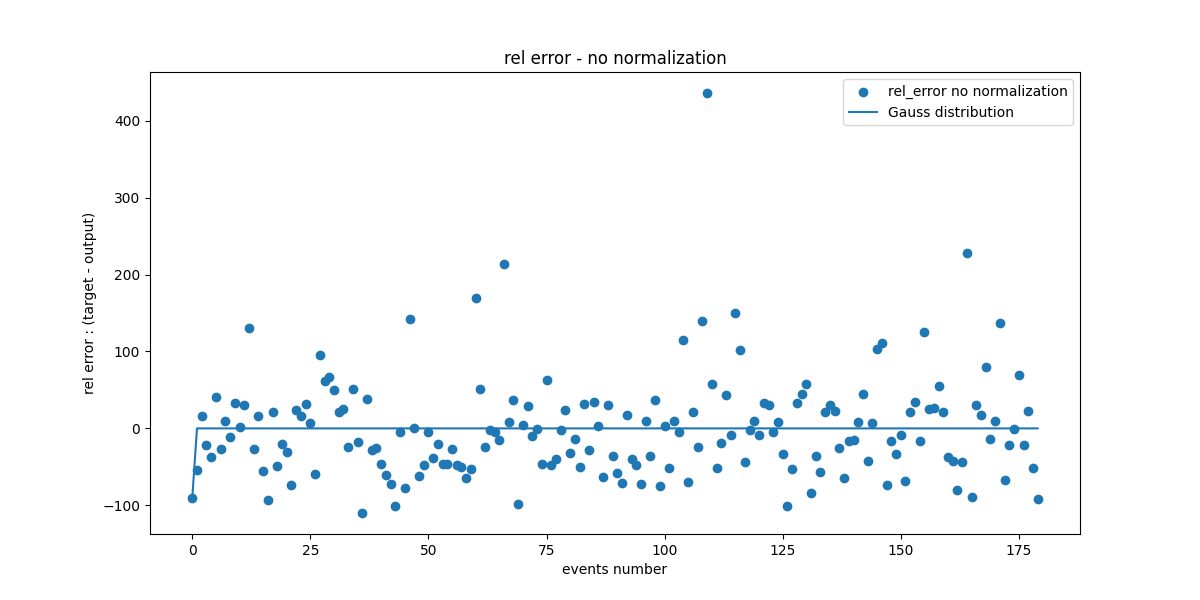 rel error - no normalization
rel_error no normalization
Gauss distribution
400
300
200
100
0
−100
rel error : (target - output)
0 25 50 75 100 125 150 175
events number